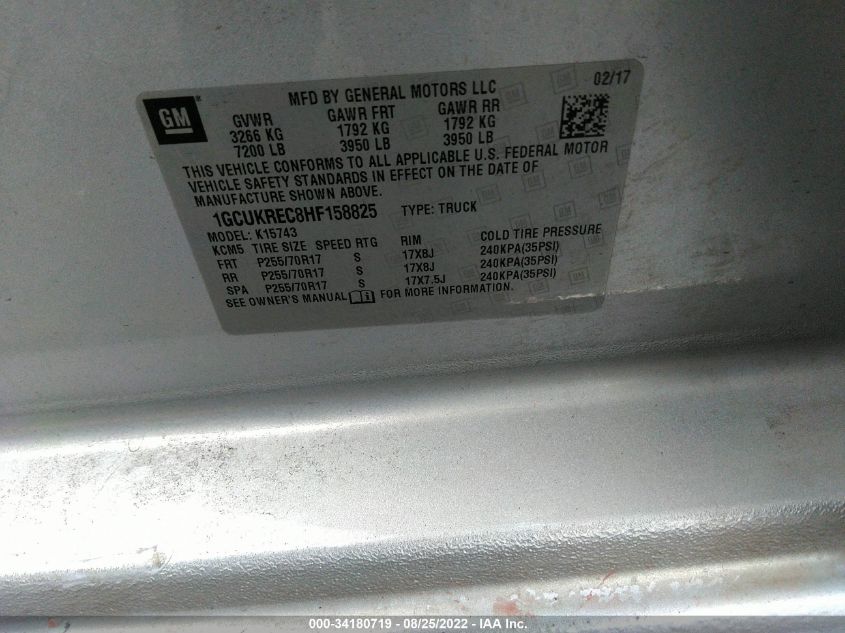 GM
MFD BY GENERAL MOTORS LLC
02/17
GVWR GAWR FRT GAWR RR
3266 KG 1792 KG 1792 KG
7200 LB 3950 LB 3950 LB
THIS VEHICLE CONFORMS TO ALL APPLICABLE U.S. FEDERAL MOTOR
VEHICLE SAFETY STANDARDS IN EFFECT ON THE DATE OF
MANUFACTURE SHOWN ABOVE.
1GCUKREC8HF158825 TYPE: TRUCK
MODEL: K15743
KCM5 TIRE SIZE SPEED RTG RIM COLD TIRE PRESSURE
FRT P255/70R17 S 17X8J 240KPA(35PSI)
RR P255/70R17 S 17X8J 240KPA(35PSI)
SPA P255/70R17 S 17X7.5J 240KPA(35PSI)
SEE OWNER'S MANUAL FOR MORE INFORMATION.
000-34180719 - 08/25/2022 - IAA Inc.